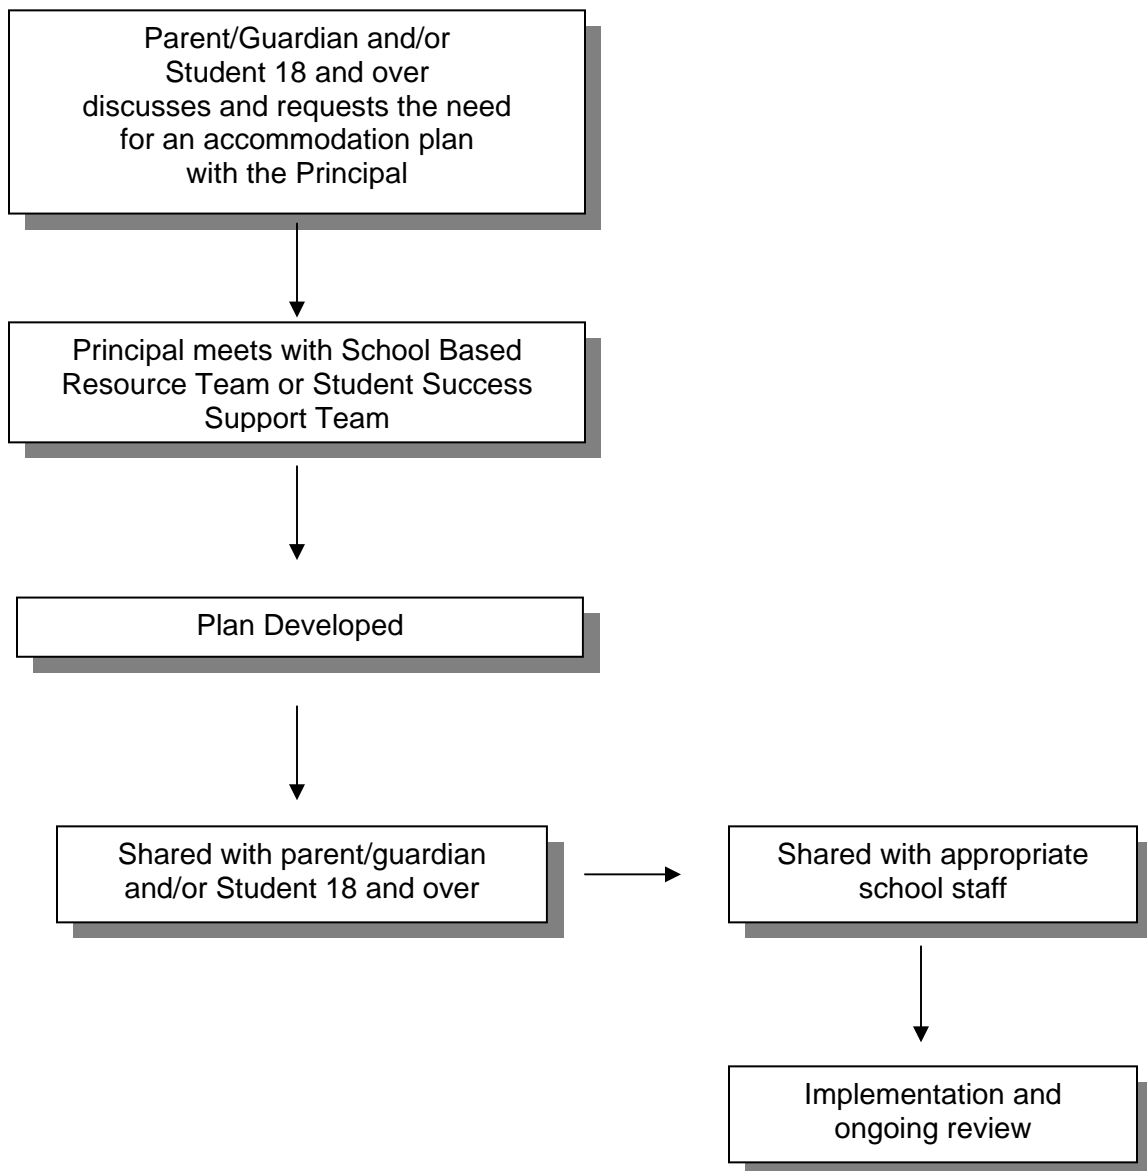 Parent/Guardian and/or
Student 18 and over
discusses and requests the need
for an accommodation plan
with the Principal
Principal meets with School Based
Resource Team or Student Success
Support Team
Plan Developed
Shared with parent/guardian
and/or Student 18 and over
Shared with appropriate
school staff
Implementation and
ongoing review